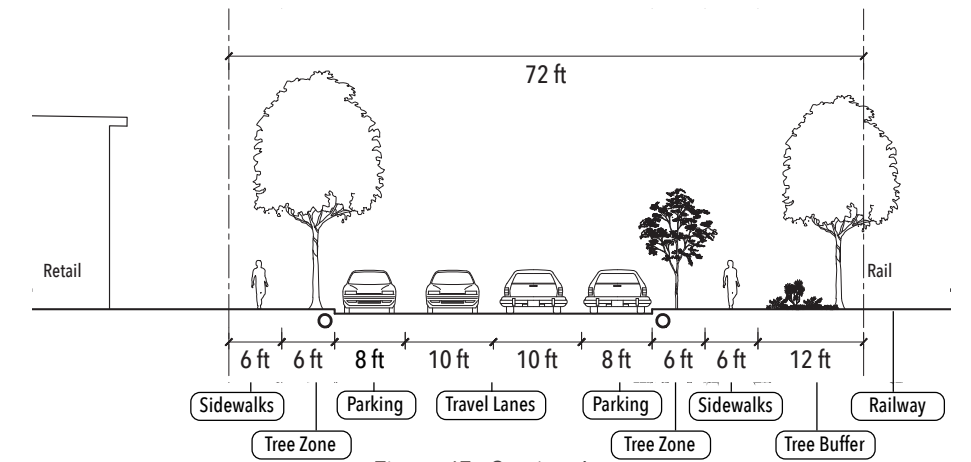 72 ft
Retail
Rail
6 ft 6 ft 8 ft 10 ft 10 ft 8 ft 6 ft 6 ft 12 ft
Sidewalks Parking Travel Lanes Parking Sidewalks Railway
Tree Zone Tree Zone Tree Buffer